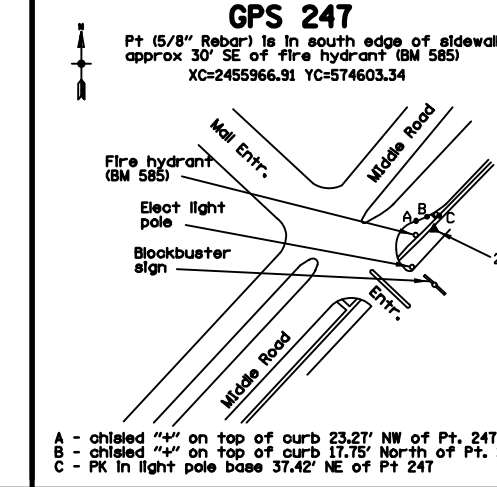 GPS 247
N
Pt (5/8" Rebar) is in south edge of sidewal
approx 30' SE of fire hydrant (BM 585)
XC=2455966.91 YC=574603.34
Mall Entr.
Middle Road
Fire hydrant
(BM 585)
A B C
Elect light
pole
2
Blockbuster
sign
Entr.
Middle Road
A - chisled "+" on top of curb 23.27' NW of Pt. 247
B - chisled "+" on top of curb 17.75' North of Pt.
C - PK in light pole base 37.42' NE of Pt 247